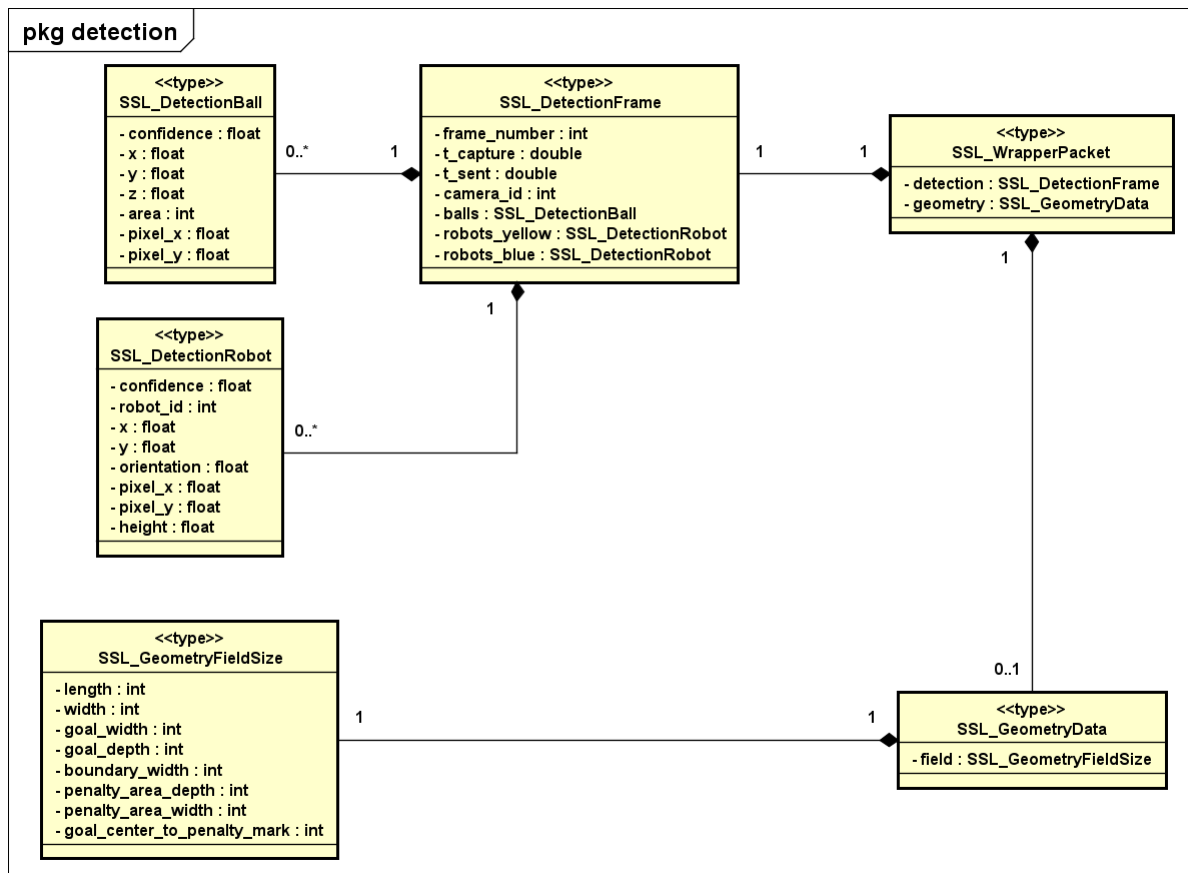 pkg detection
<<type>>
SSL_DetectionBall
- confidence : float
- x : float
- y : float
- z : float
- area : int
- pixel_x : float
- pixel_y : float
0..*
1
<<type>>
SSL_DetectionFrame
- frame_number : int
- t_capture : double
- t_sent : double
- camera_id : int
- balls : SSL_DetectionBall
- robots_yellow : SSL_DetectionRobot
- robots_blue : SSL_DetectionRobot
1
1
<<type>>
SSL_WrapperPacket
- detection : SSL_DetectionFrame
- geometry : SSL_GeometryData
1
1
<<type>>
SSL_DetectionRobot
- confidence : float
- robot_id : int
- x : float
- y : float
- orientation : float
- pixel_x : float
- pixel_y : float
- height : float
0..*
<<type>>
SSL_GeometryFieldSize
- length : int
- width : int
- goal_width : int
- goal_depth : int
- boundary_width : int
- penalty_area_depth : int
- penalty_area_width : int
- goal_center_to_penalty_mark : int
1
1
0..1
<<type>>
SSL_GeometryData
- field : SSL_GeometryFieldSize